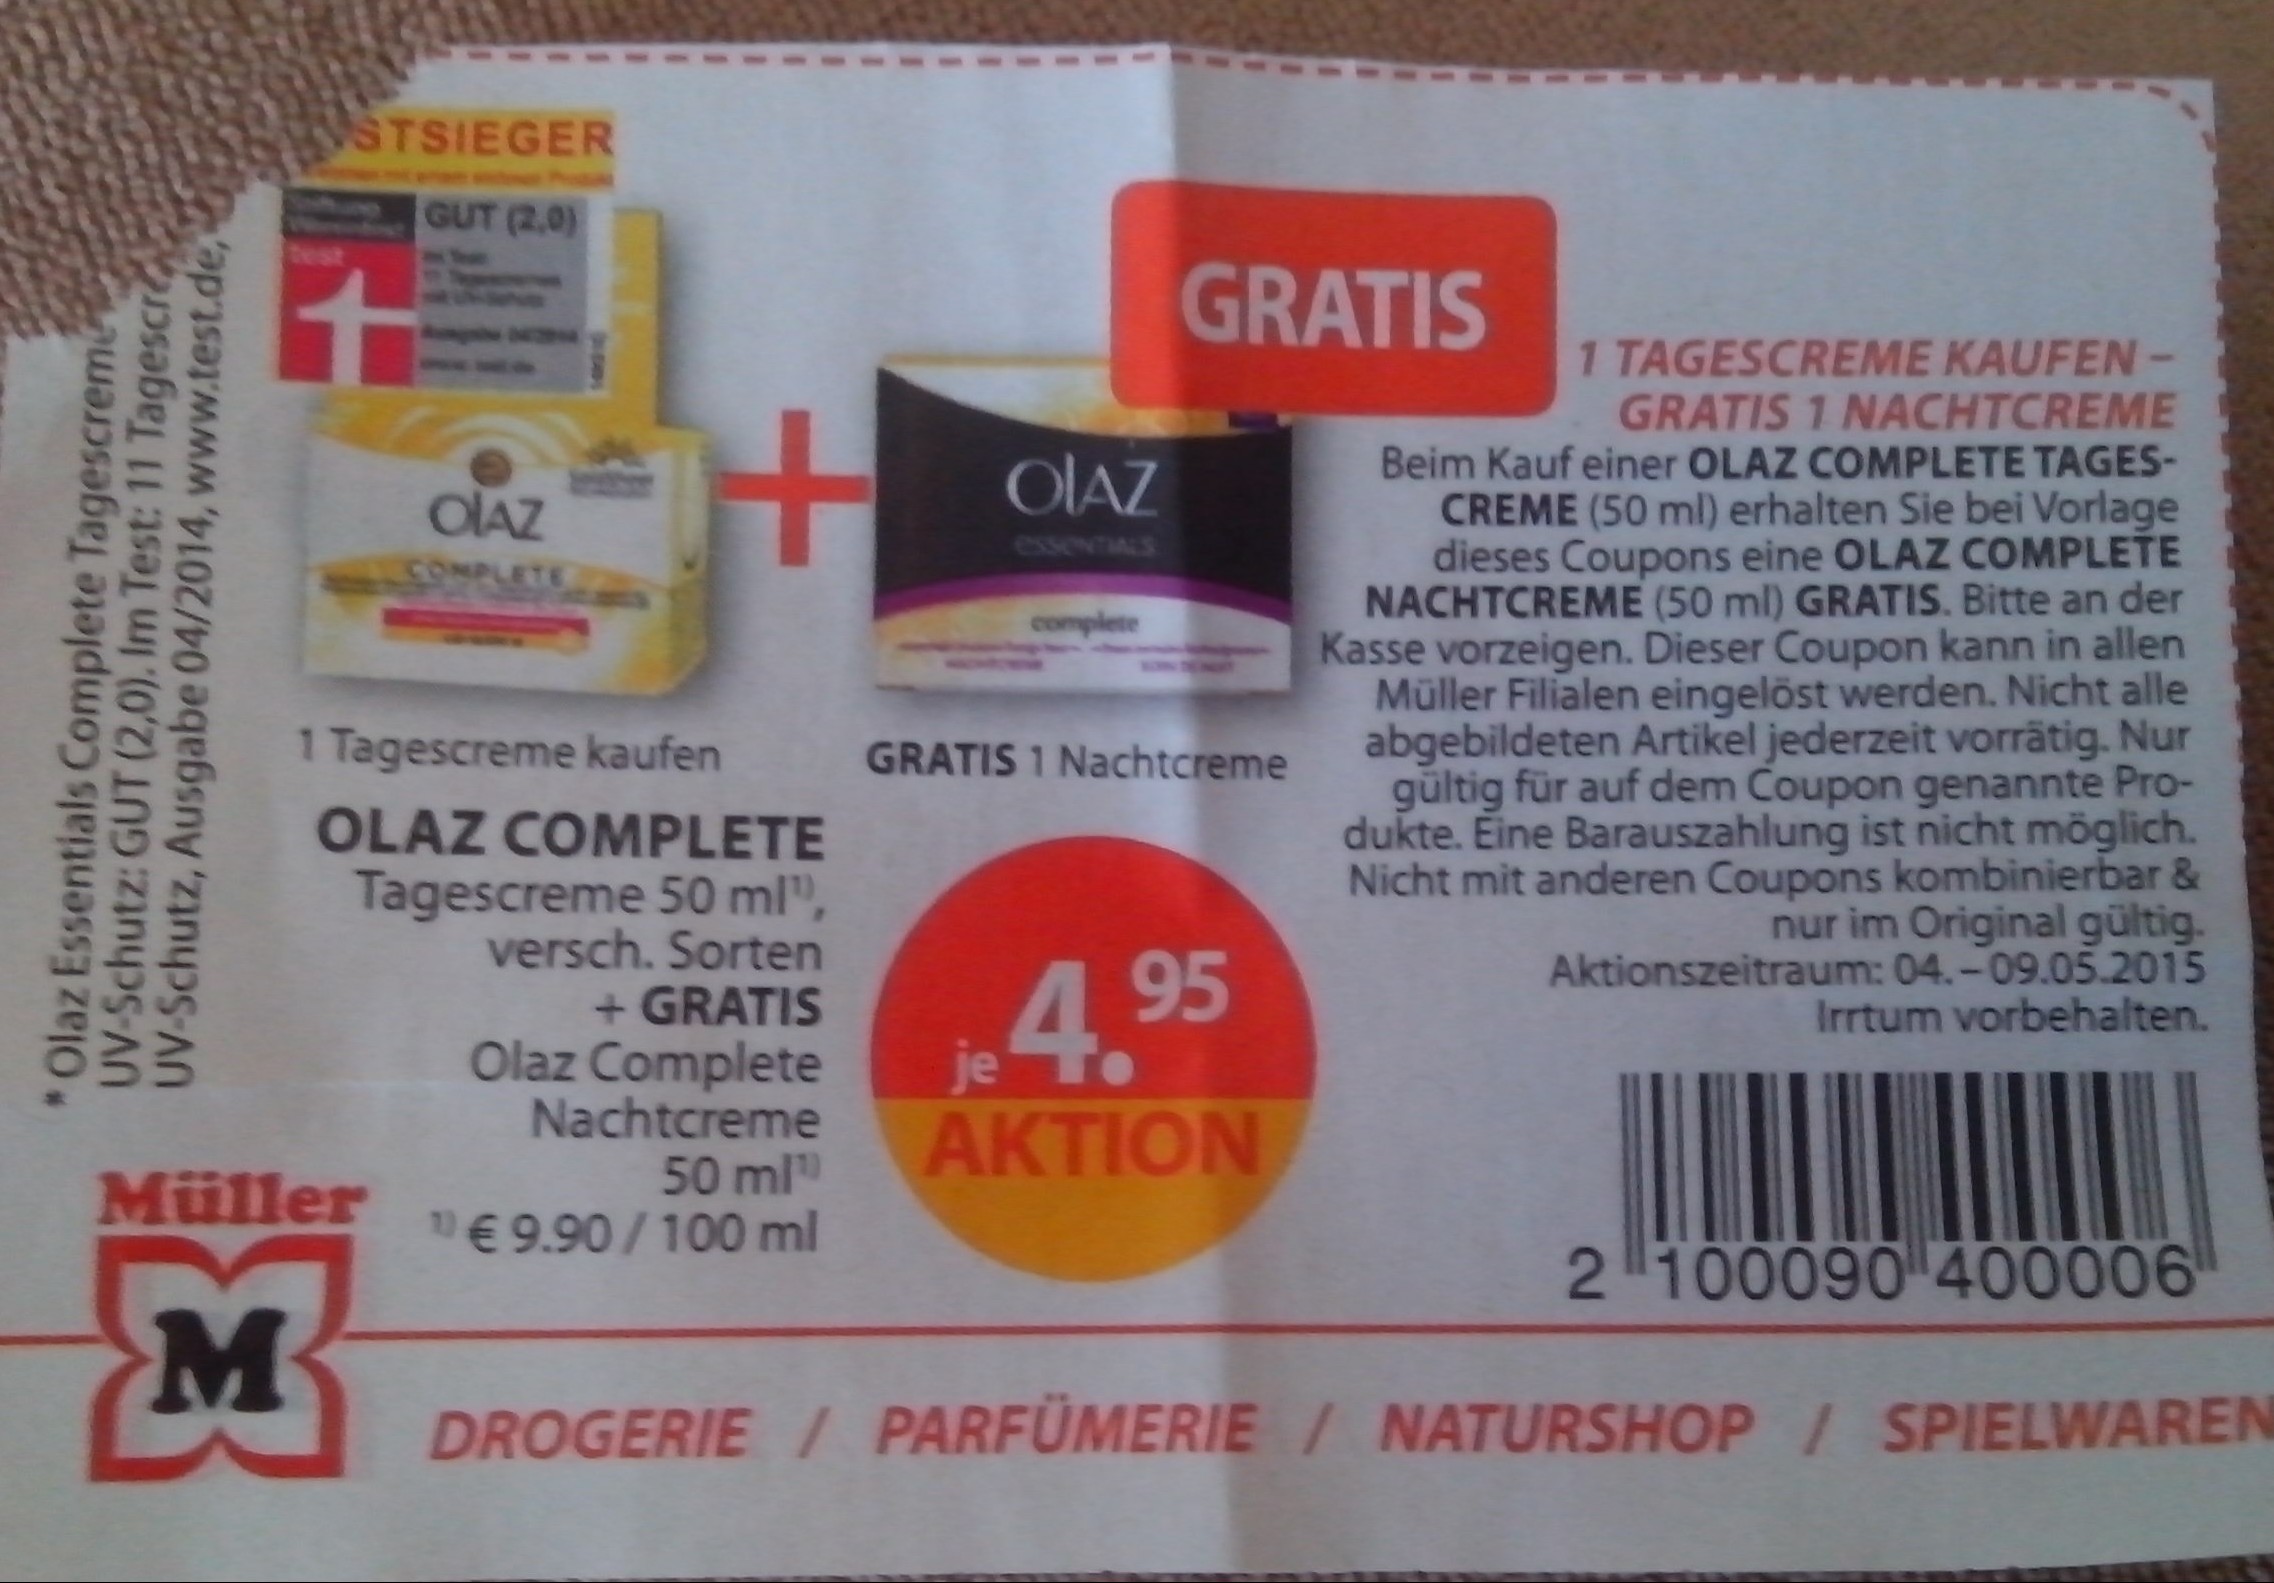 STSIEGER
GUT (2,0)
test
www.test.de
OLAZ
COMPLETE
GRATIS
OLAZ
ESSENTIALS
complete
NACHTCREME
1 Tagescreme kaufen
GRATIS 1 Nachtcreme
OLAZ COMPLETE
Tagescreme 50 ml¹⁾,
versch. Sorten
+ GRATIS
Olaz Complete
Nachtcreme
50 ml¹⁾
¹⁾ € 9.90 / 100 ml
je 4.95
AKTION
1 TAGESCREME KAUFEN –
GRATIS 1 NACHTCREME
Beim Kauf einer OLAZ COMPLETE TAGES-
CREME (50 ml) erhalten Sie bei Vorlage
dieses Coupons eine OLAZ COMPLETE
NACHTCREME (50 ml) GRATIS. Bitte an der
Kasse vorzeigen. Dieser Coupon kann in allen
Müller Filialen eingelöst werden. Nicht alle
abgebildeten Artikel jederzeit vorrätig. Nur
gültig für auf dem Coupon genannte Pro-
dukte. Eine Barauszahlung ist nicht möglich.
Nicht mit anderen Coupons kombinierbar &
nur im Original gültig.
Aktionszeitraum: 04. – 09.05.2015
Irrtum vorbehalten.
2 100090 400006
* Olaz Essentials Complete Tagescreme
UV-Schutz: GUT (2,0). Im Test: 11 Tagescre
UV-Schutz, Ausgabe 04/2014, www.test.de,
Müller
M
DROGERIE / PARFÜMERIE / NATURSHOP / SPIELWAREN